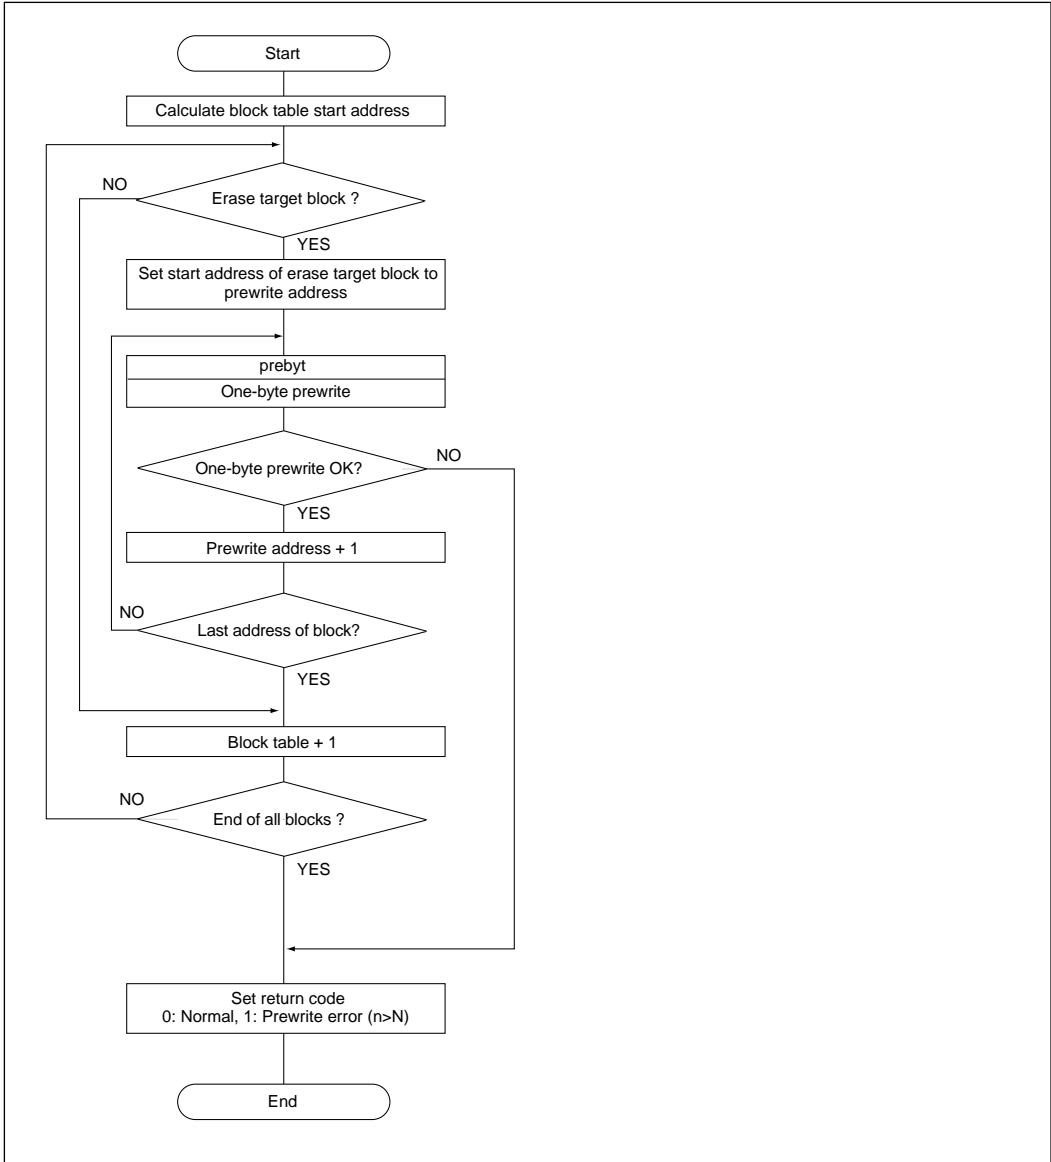 Start
Calculate block table start address
NO
Erase target block ?
YES
Set start address of erase target block to
prewrite address
prebyt
One-byte prewrite
One-byte prewrite OK?
NO
YES
Prewrite address + 1
NO
Last address of block?
YES
Block table + 1
NO
End of all blocks ?
YES
Set return code
0: Normal, 1: Prewrite error (n>N)
End